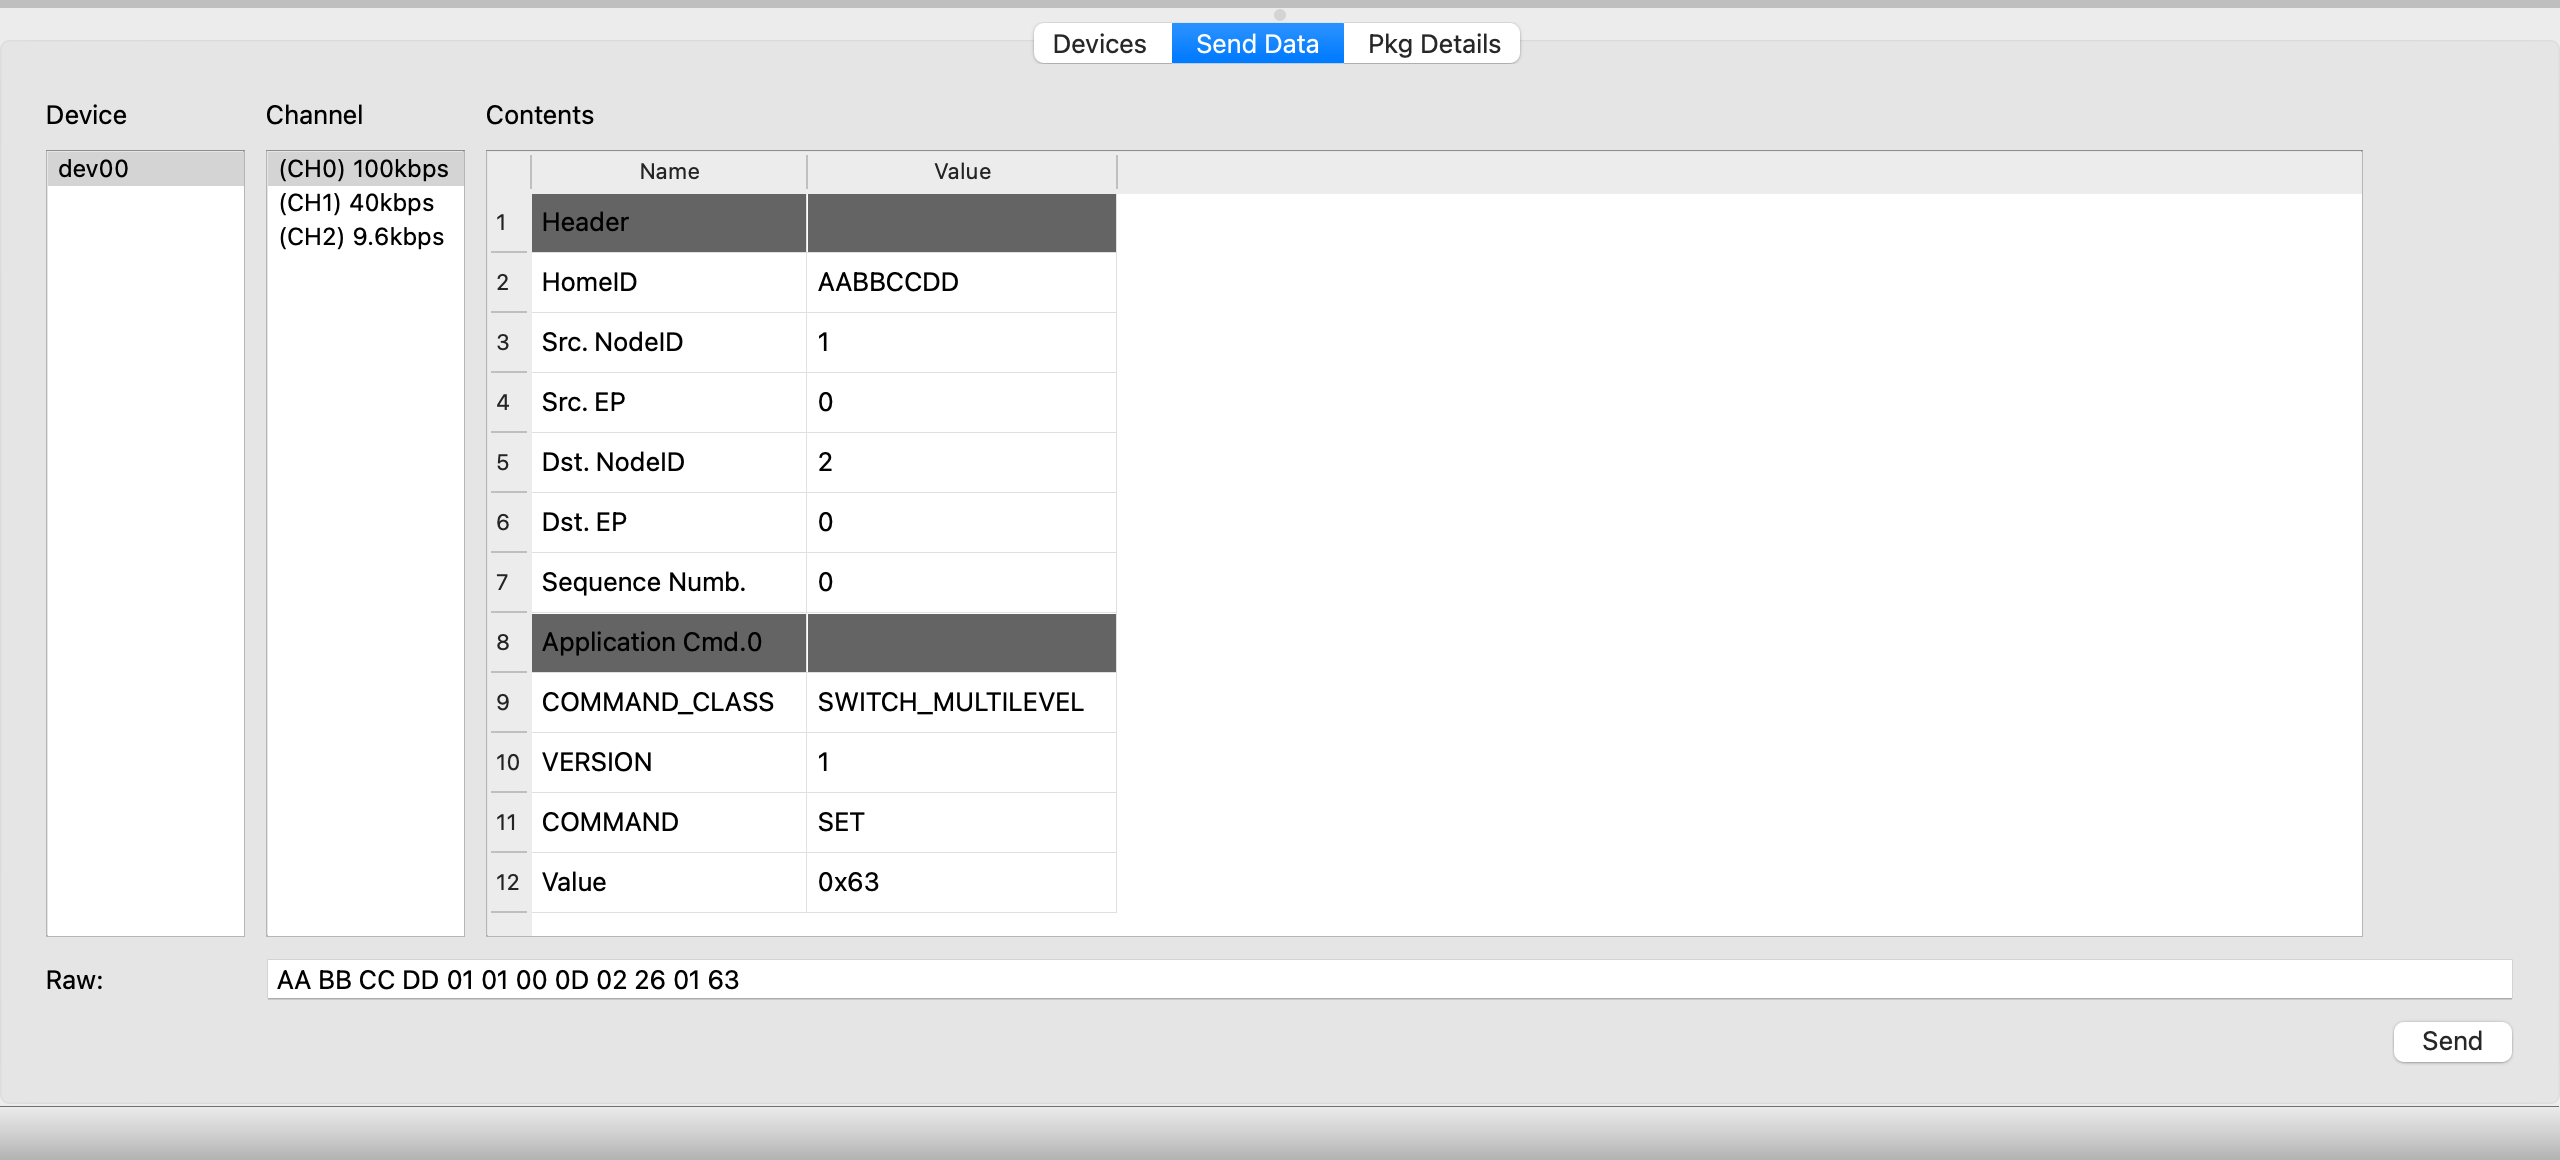 Devices Send Data Pkg Details
Device Channel Contents
dev00
(CH0) 100kbps
(CH1) 40kbps
(CH2) 9.6kbps
Name Value
1 Header
2 HomeID AABBCCDD
3 Src. NodeID 1
4 Src. EP 0
5 Dst. NodeID 2
6 Dst. EP 0
7 Sequence Numb. 0
8 Application Cmd.0
9 COMMAND_CLASS SWITCH_MULTILEVEL
10 VERSION 1
11 COMMAND SET
12 Value 0x63
Raw: AA BB CC DD 01 01 00 0D 02 26 01 63
Send